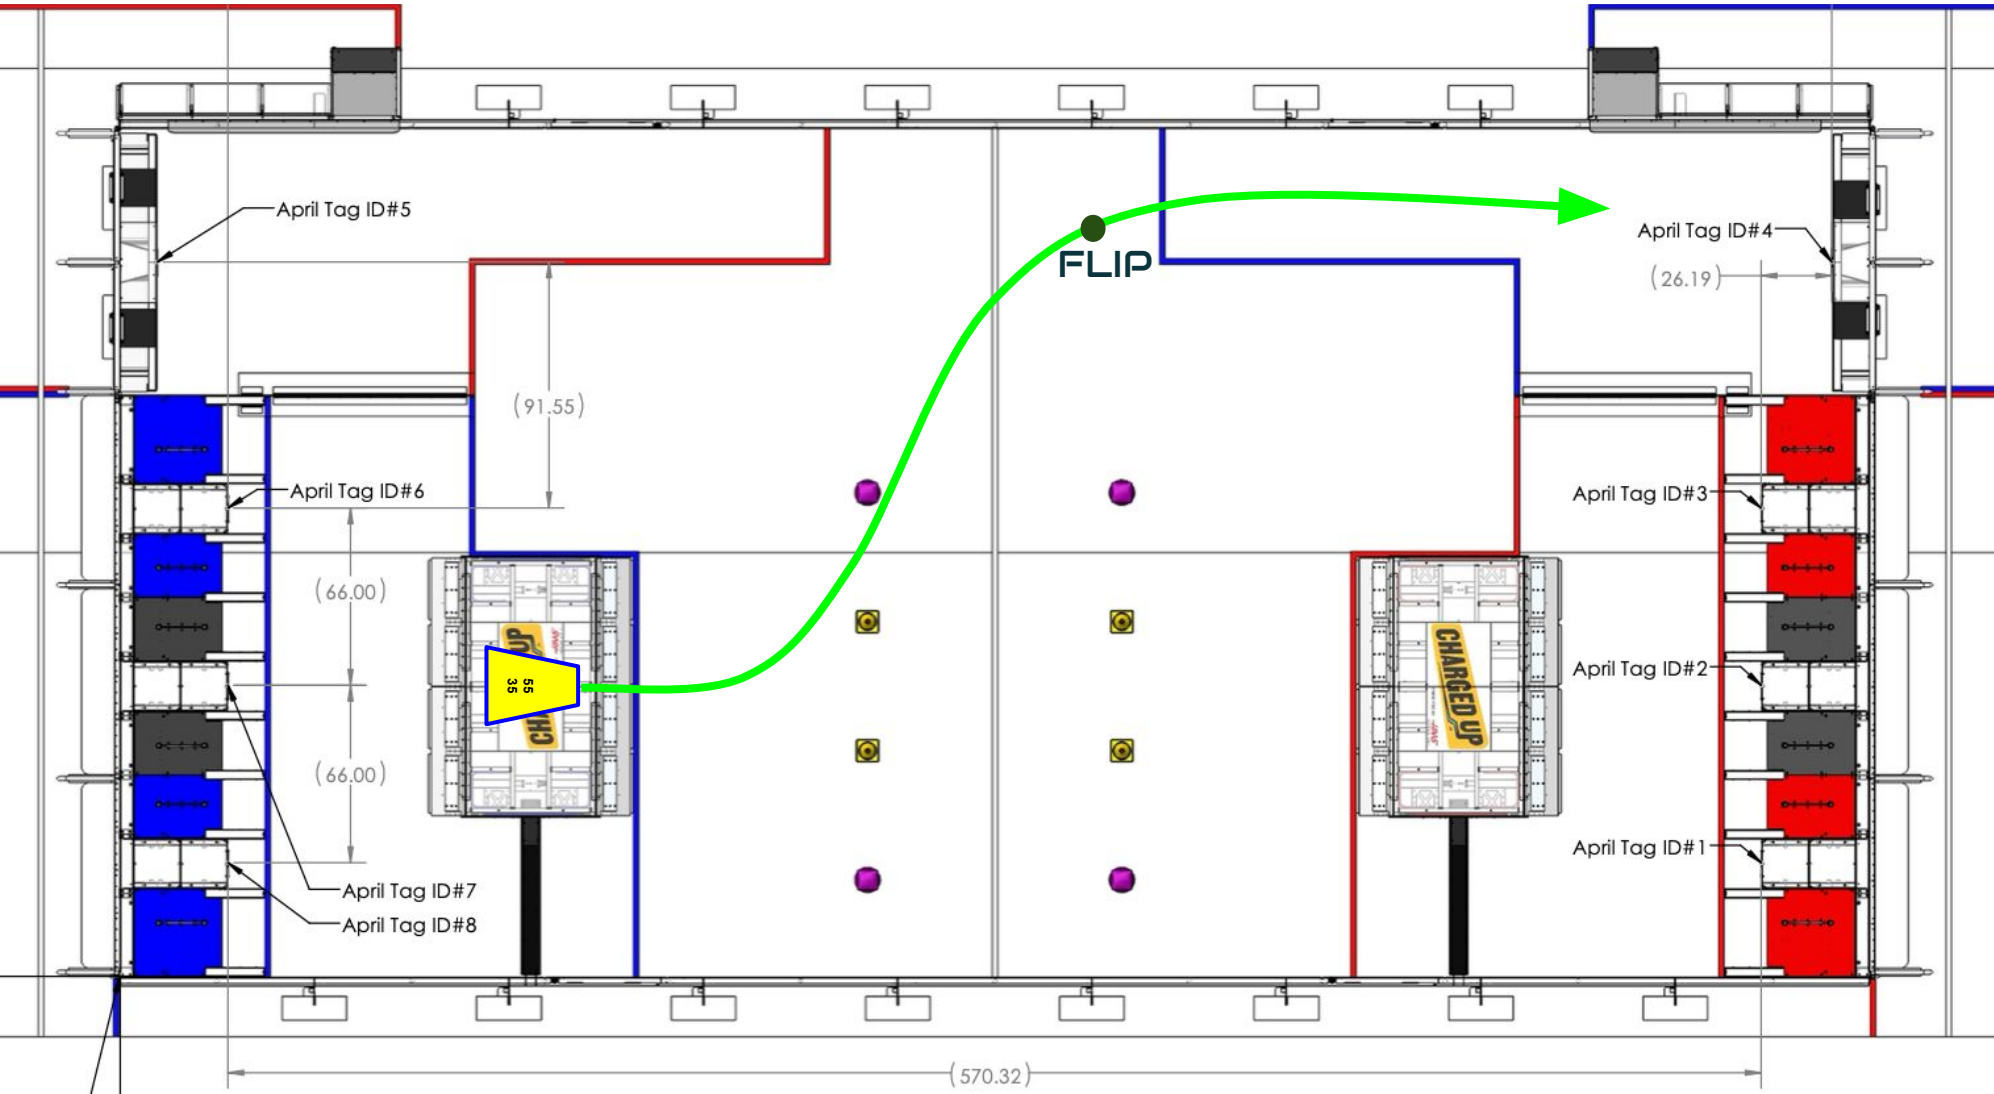 April Tag ID#5
FLIP
April Tag ID#4
(26.19)
(91.55)
April Tag ID#6
April Tag ID#3
(66.00)
55
35
CHARGED UP
April Tag ID#2
(66.00)
April Tag ID#1
April Tag ID#7
April Tag ID#8
(570.32)